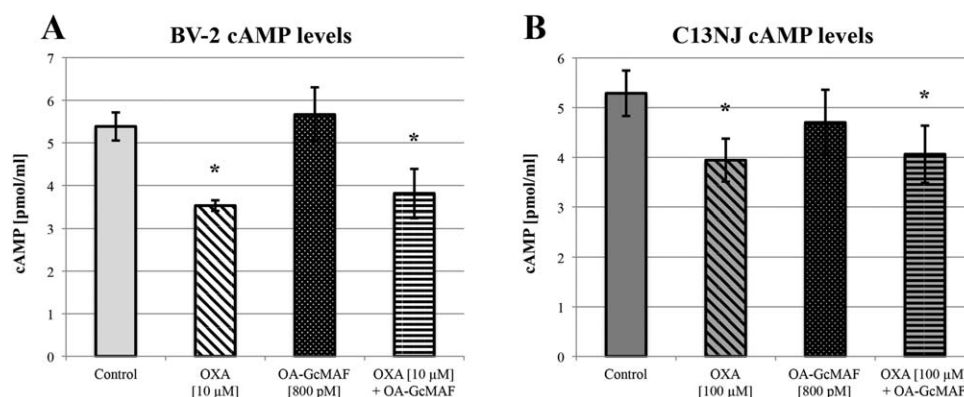 A
BV-2 cAMP levels
7
6
5
4
3
2
1
0
cAMP [pmol/ml]
*
*
Control
OXA
[10 µM]
OA-GcMAF
[800 pM]
OXA [10 µM]
+ OA-GcMAF
B
C13NJ cAMP levels
6
5
4
3
2
1
0
cAMP [pmol/ml]
*
*
Control
OXA
[100 µM]
OA-GcMAF
[800 pM]
OXA [100 µM]
+ OA-GcMAF